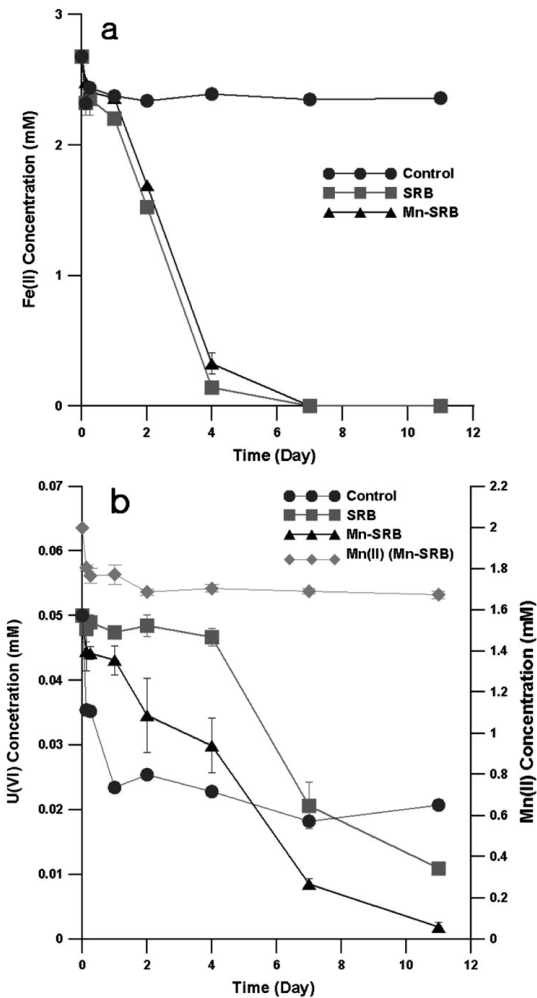 a
3
2
1
0
Fe(II) Concentration (mM)
Control
SRB
Mn-SRB
0 2 4 6 8 10 12
Time (Day)
b
0.07
0.06
0.05
0.04
0.03
0.02
0.01
0
U(VI) Concetration (mM)
Control
SRB
Mn-SRB
Mn(II) (Mn-SRB)
2.2
2
1.8
1.6
1.4
1.2
1
0.8
0.6
0.4
0.2
0
Mn(II) Concentration (mM)
0 2 4 6 8 10 12
Time (Day)